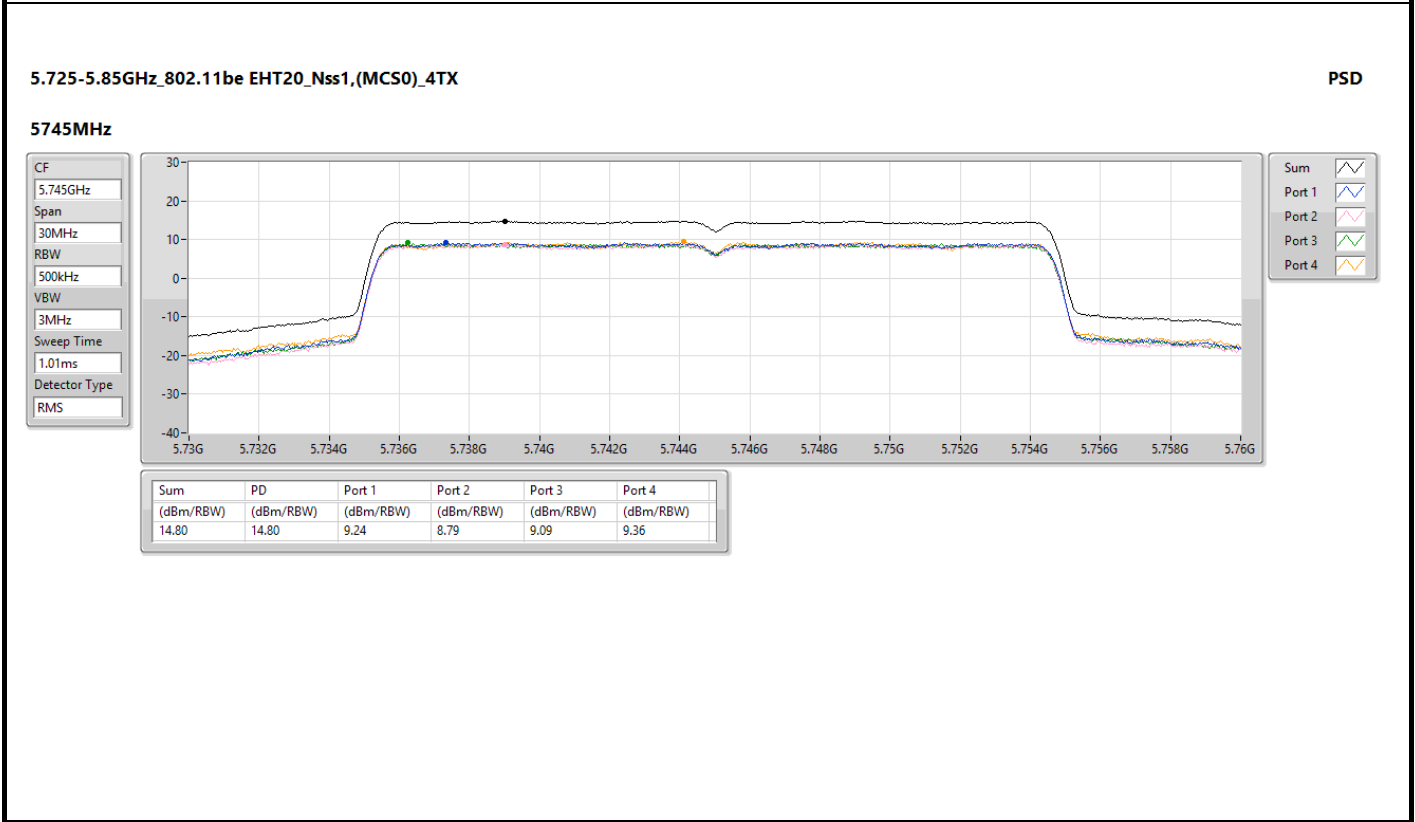 5.725-5.85GHz_802.11be EHT20_Nss1,(MCS0)_4TX PSD
5745MHz
CF
5.745GHz
Span
30MHz
RBW
500kHz
VBW
3MHz
Sweep Time
1.01ms
Detector Type
RMS
30
20
10
0
-10
-20
-30
-40
5.73G 5.732G 5.734G 5.736G 5.738G 5.74G 5.742G 5.744G 5.746G 5.748G 5.75G 5.752G 5.754G 5.756G 5.758G 5.76G
Sum
Port 1
Port 2
Port 3
Port 4
Sum PD Port 1 Port 2 Port 3 Port 4
(dBm/RBW) (dBm/RBW) (dBm/RBW) (dBm/RBW) (dBm/RBW) (dBm/RBW)
14.80 14.80 9.24 8.79 9.09 9.36